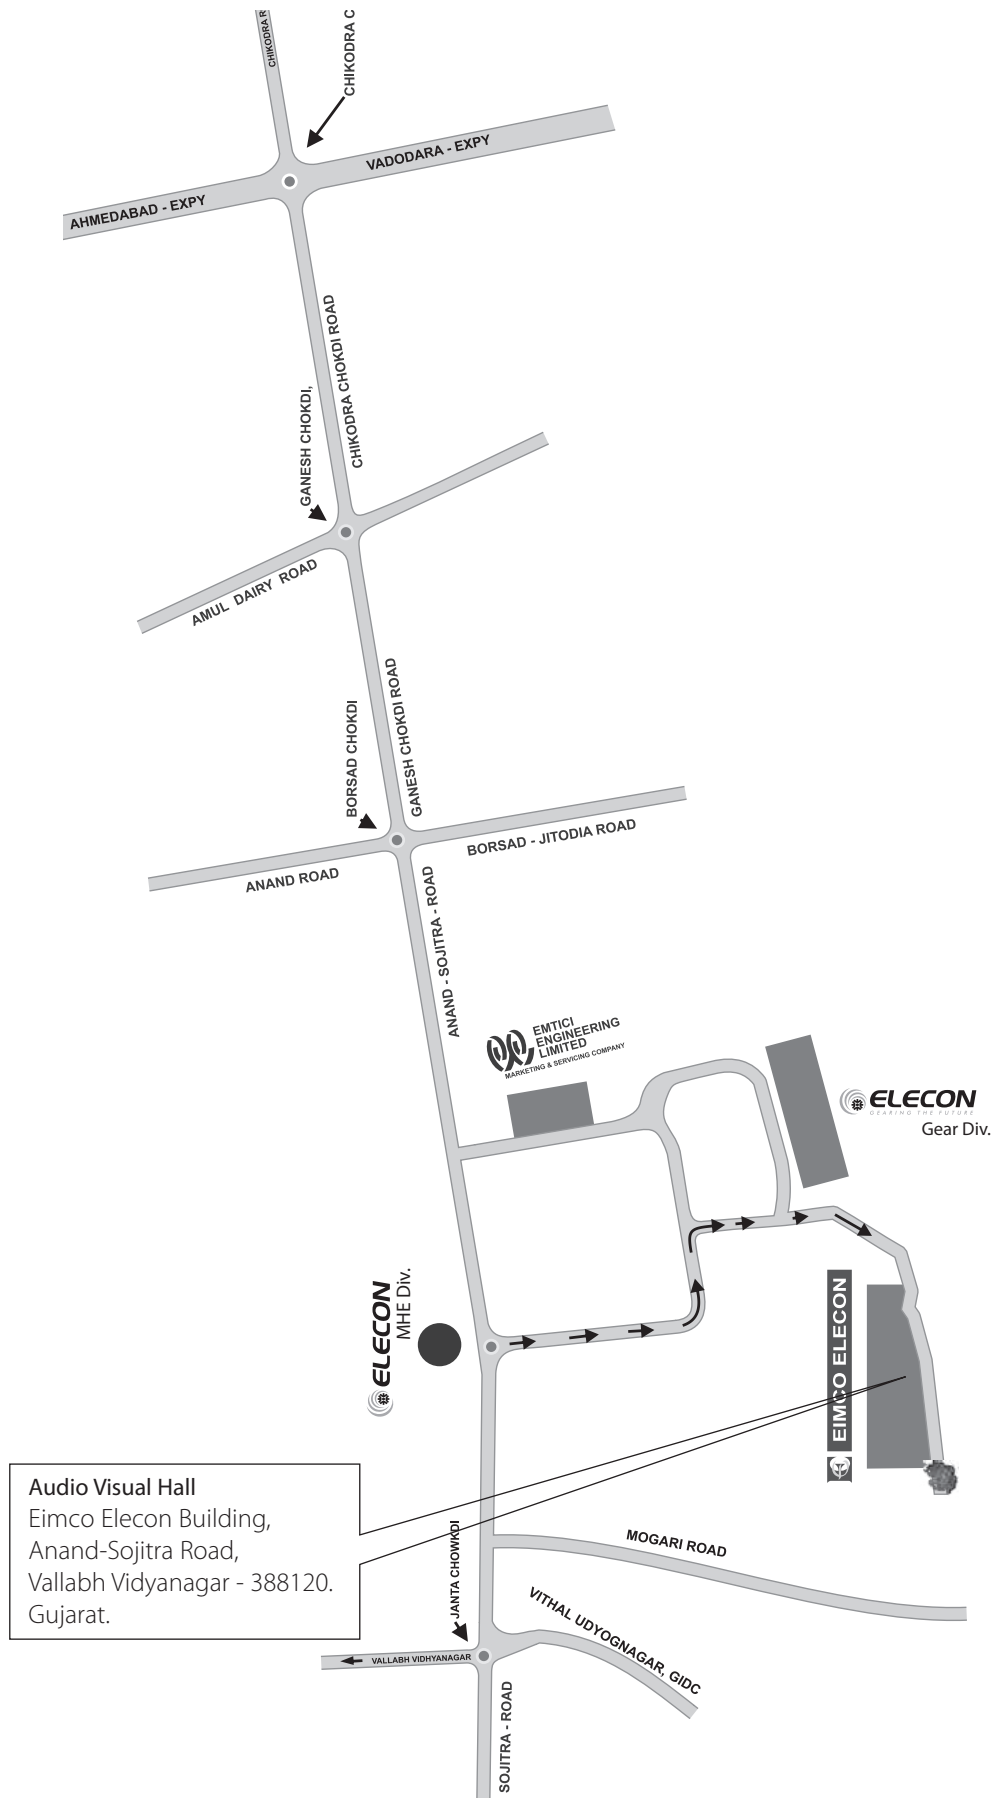 CHIKODRA R
CHIKODRA C
VADODARA - EXPY
AHMEDABAD - EXPY
CHIKODRA CHOKDI ROAD
GANESH CHOKDI,
AMUL DAIRY ROAD
GANESH CHOKDI ROAD
BORSAD CHOKDI
BORSAD - JITODIA ROAD
ANAND ROAD
ANAND - SOJITRA - ROAD
EMTICI
ENGINEERING
LIMITED
MARKETING & SERVICING COMPANY
ELECON
GEARING THE FUTURE
Gear Div.
ELECON
MHE Div.
EIMCO ELECON
Audio Visual Hall
Eimco Elecon Building,
Anand-Sojitra Road,
Vallabh Vidyanagar - 388120.
Gujarat.
JANTA CHOWKDI
MOGARI ROAD
VITHAL UDYOGNAGAR, GIDC
VALLABH VIDHYANAGAR
SOJITRA - ROAD